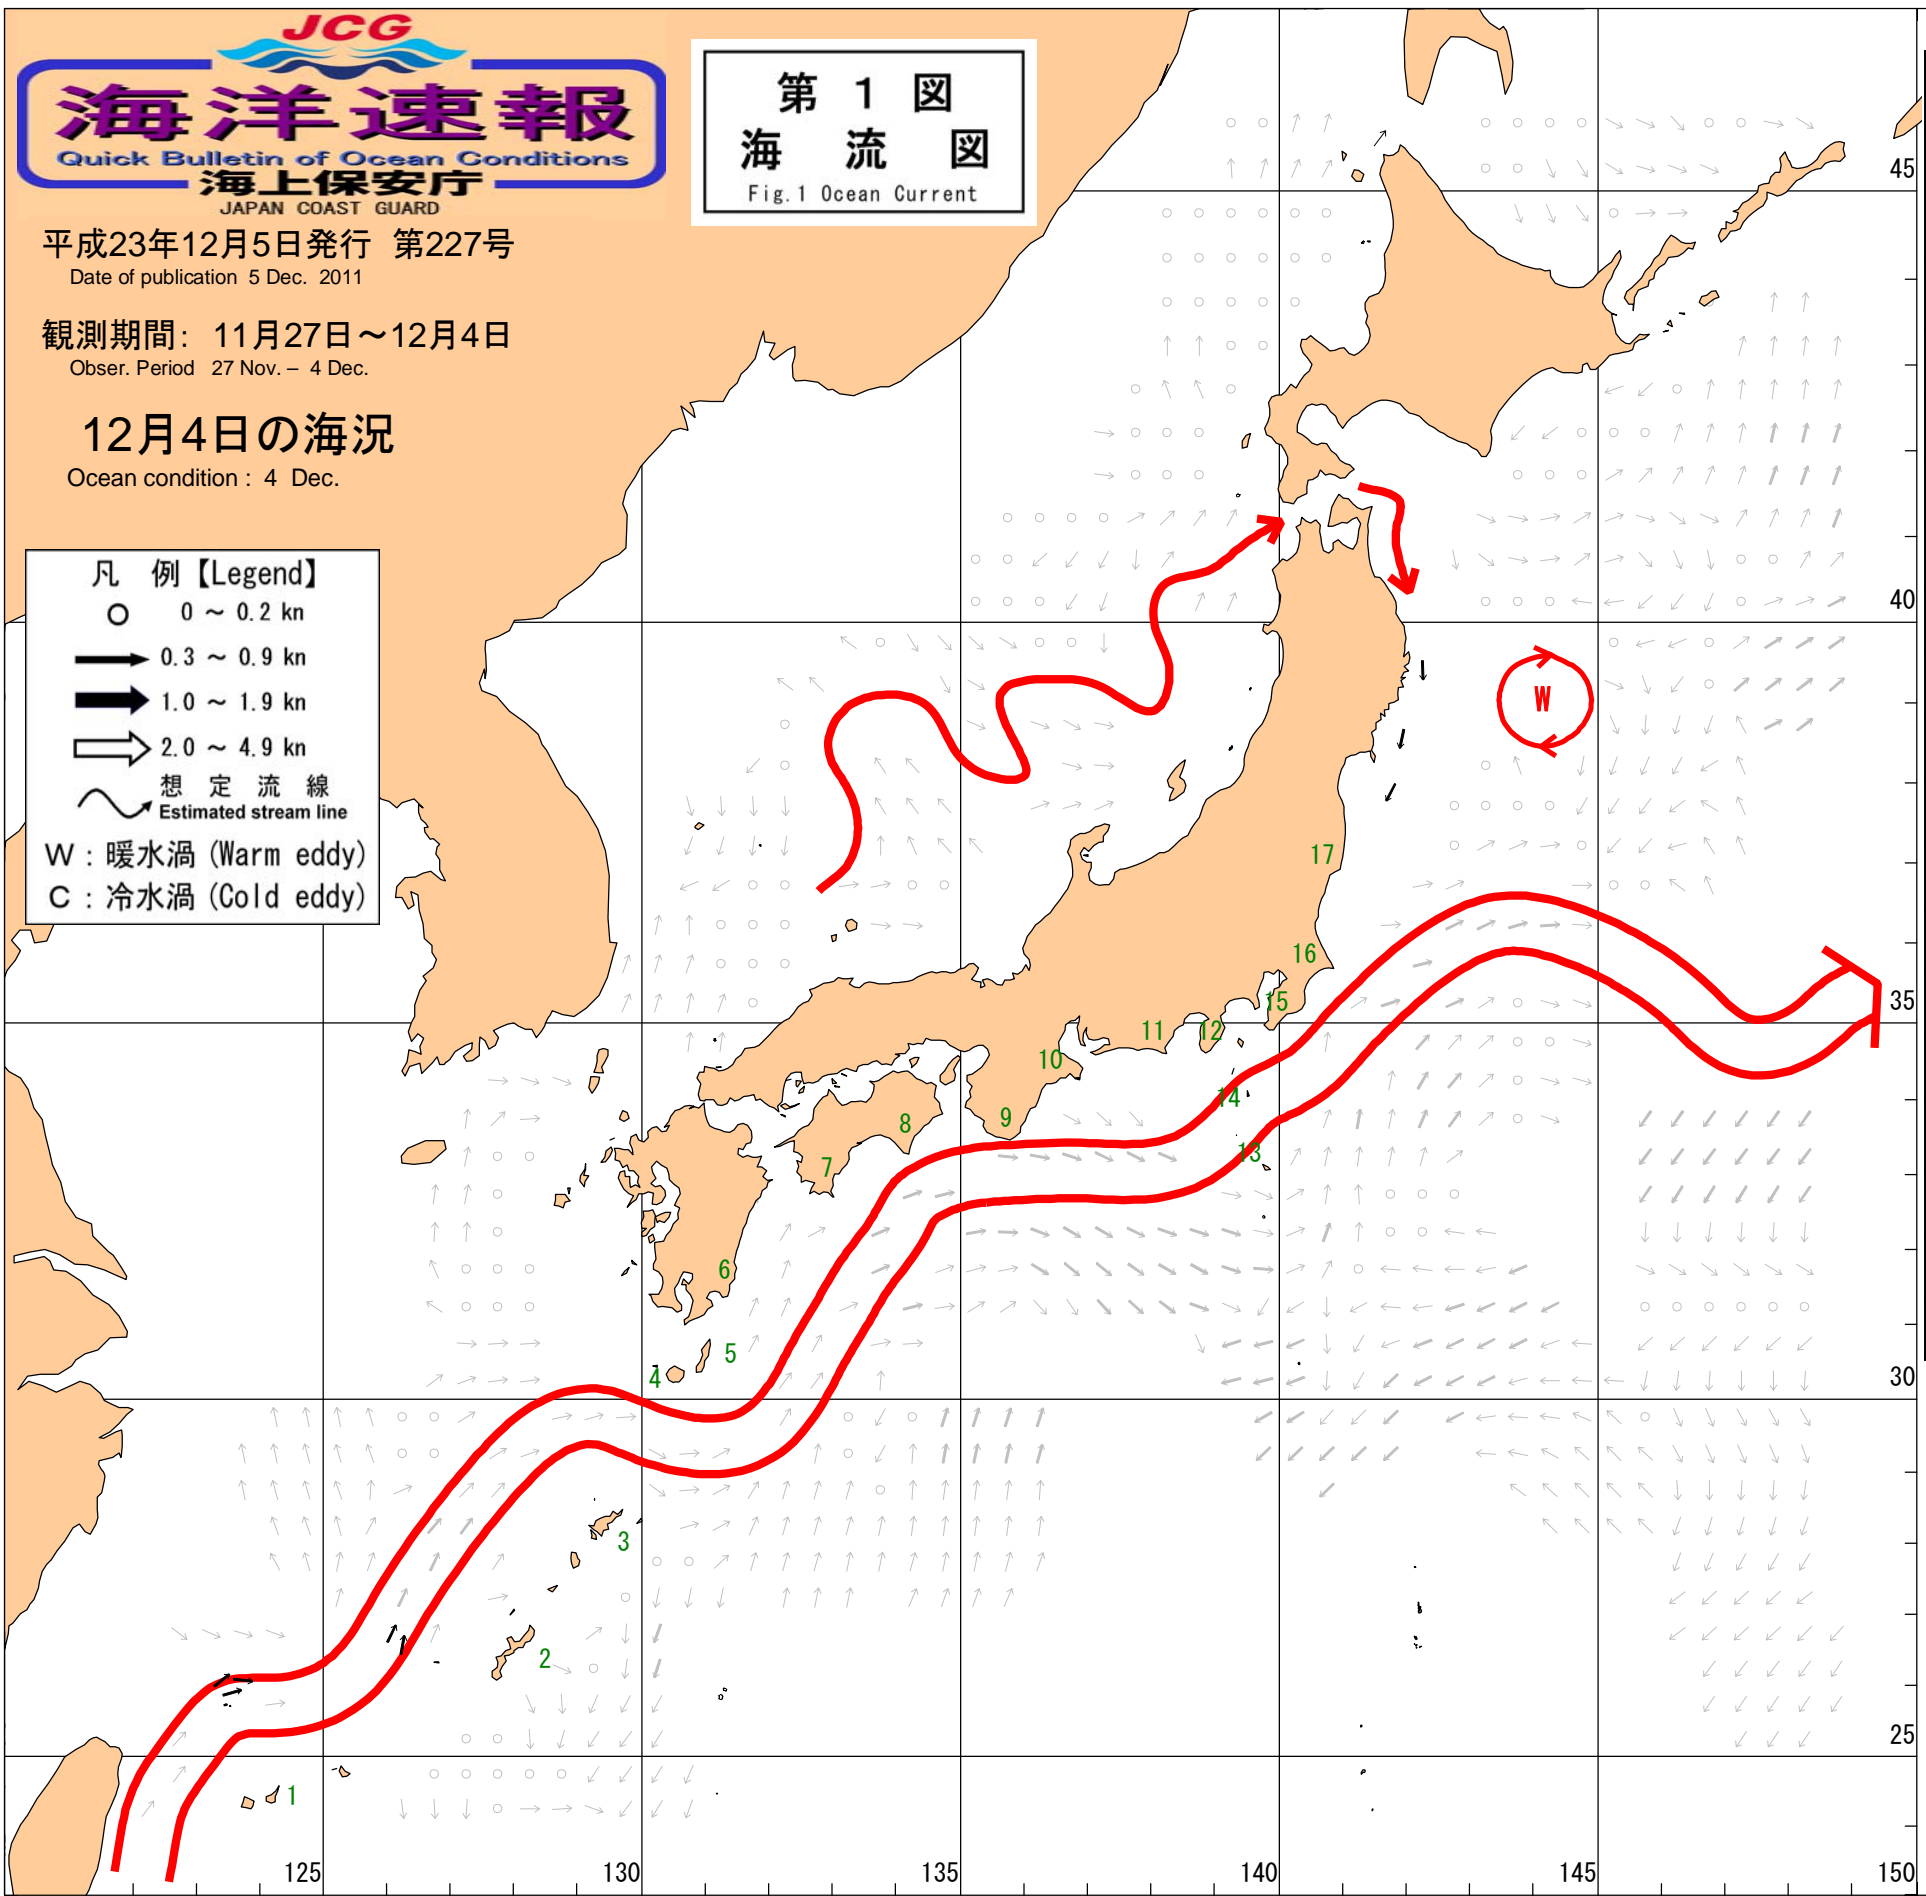 JCG
海洋速報
Quick Bulletin of Ocean Conditions
海上保安庁
JAPAN COAST GUARD
平成23年12月5日発行 第227号
Date of publication 5 Dec. 2011
観測期間: 11月27日～12月4日
Obser. Period 27 Nov. – 4 Dec.
12月4日の海況
Ocean condition : 4 Dec.
第 1 図
海 流 図
Fig.1 Ocean Current
凡 例【Legend】
0 ～ 0.2 kn
0.3 ～ 0.9 kn
1.0 ～ 1.9 kn
2.0 ～ 4.9 kn
想 定 流 線
Estimated stream line
W : 暖水渦 (Warm eddy)
C : 冷水渦 (Cold eddy)
45
40
W
17
16
35
15
12
11
10
14
9
8
13
7
6
5
4
30
3
2
25
1
125
130
135
140
145
150